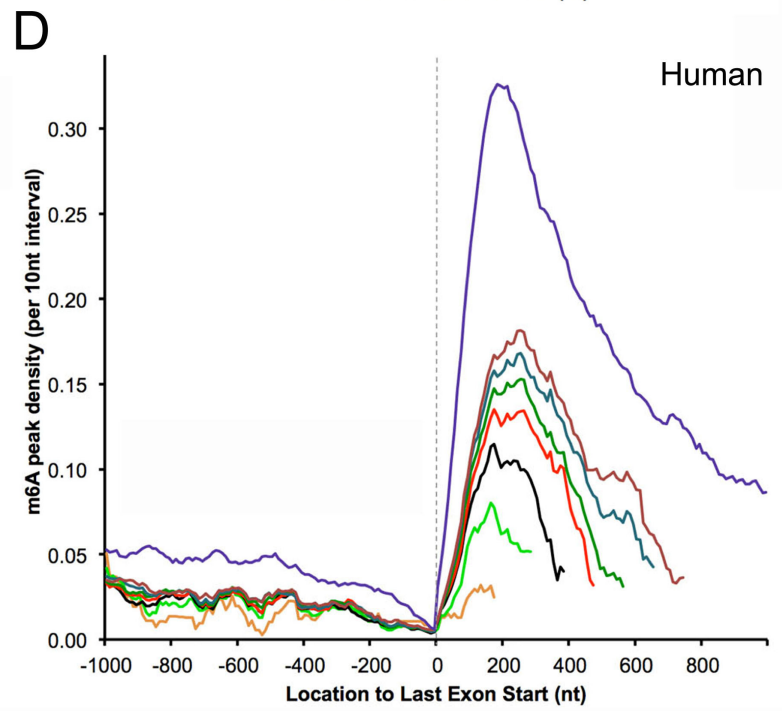 D
Human
m6A peak density (per 10nt interval)
0.30
0.25
0.20
0.15
0.10
0.05
0.00
-1000 -800 -600 -400 -200 0 200 400 600 800
Location to Last Exon Start (nt)